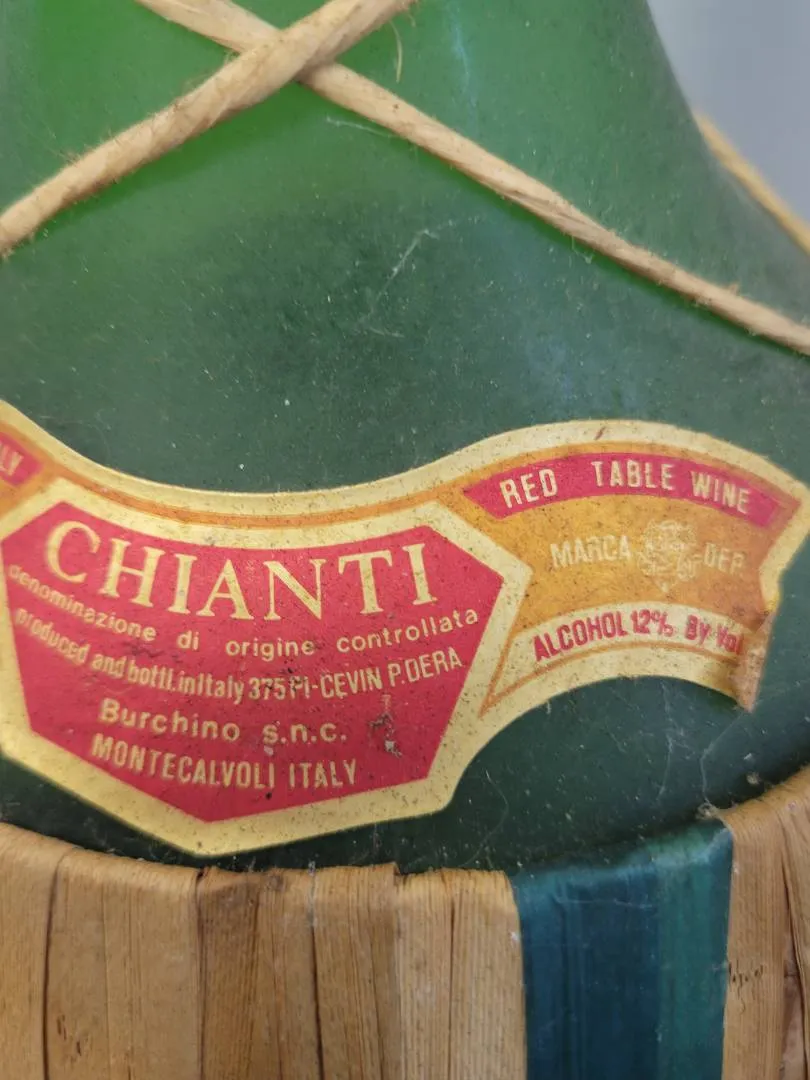 LY
CHIANTI
denominazione di origine controllata
produced and bottl.in Italy 375 PI-CEVIN P.DERA
Burchino s.n.c.
MONTECALVOLI ITALY
RED TABLE WINE
MARCA DEP.
ALCOHOL 12% By Vol